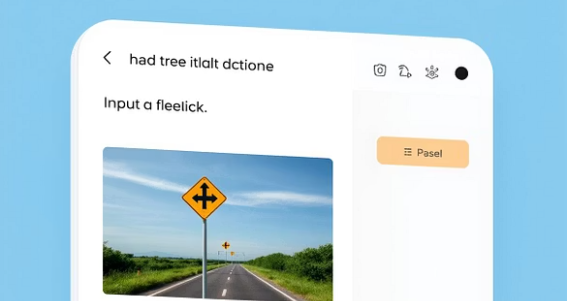 had tree itlalt dctione
Input a fleelick.
Pasel